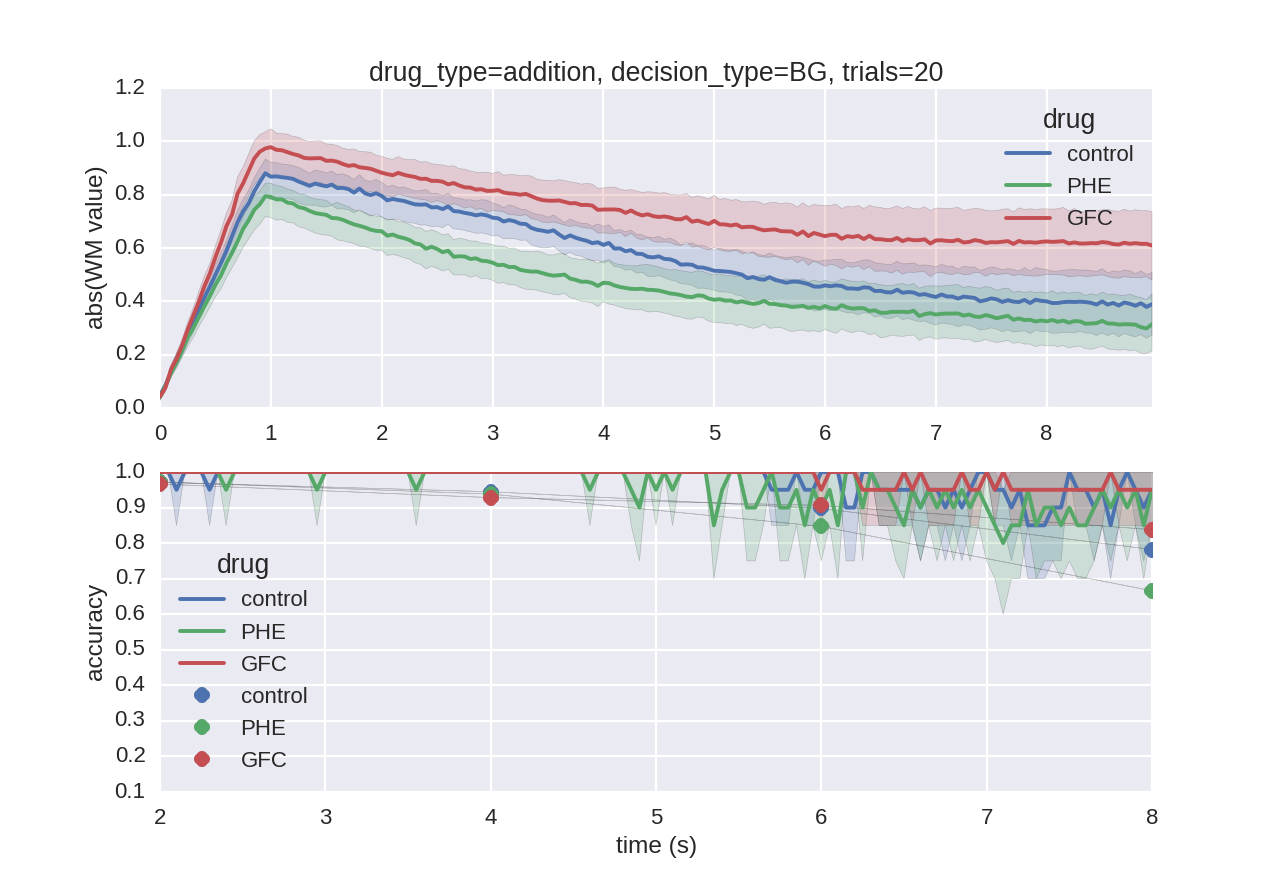 drug_type=addition, decision_type=BG, trials=20
abs(WM value)
1.2
1.0
0.8
0.6
0.4
0.2
0.0
drug
control
PHE
GFC
0 1 2 3 4 5 6 7 8
accuracy
1.0
0.9
0.8
0.7
0.6
0.5
0.4
0.3
0.2
0.1
drug
control
PHE
GFC
control
PHE
GFC
2 3 4 5 6 7 8
time (s)